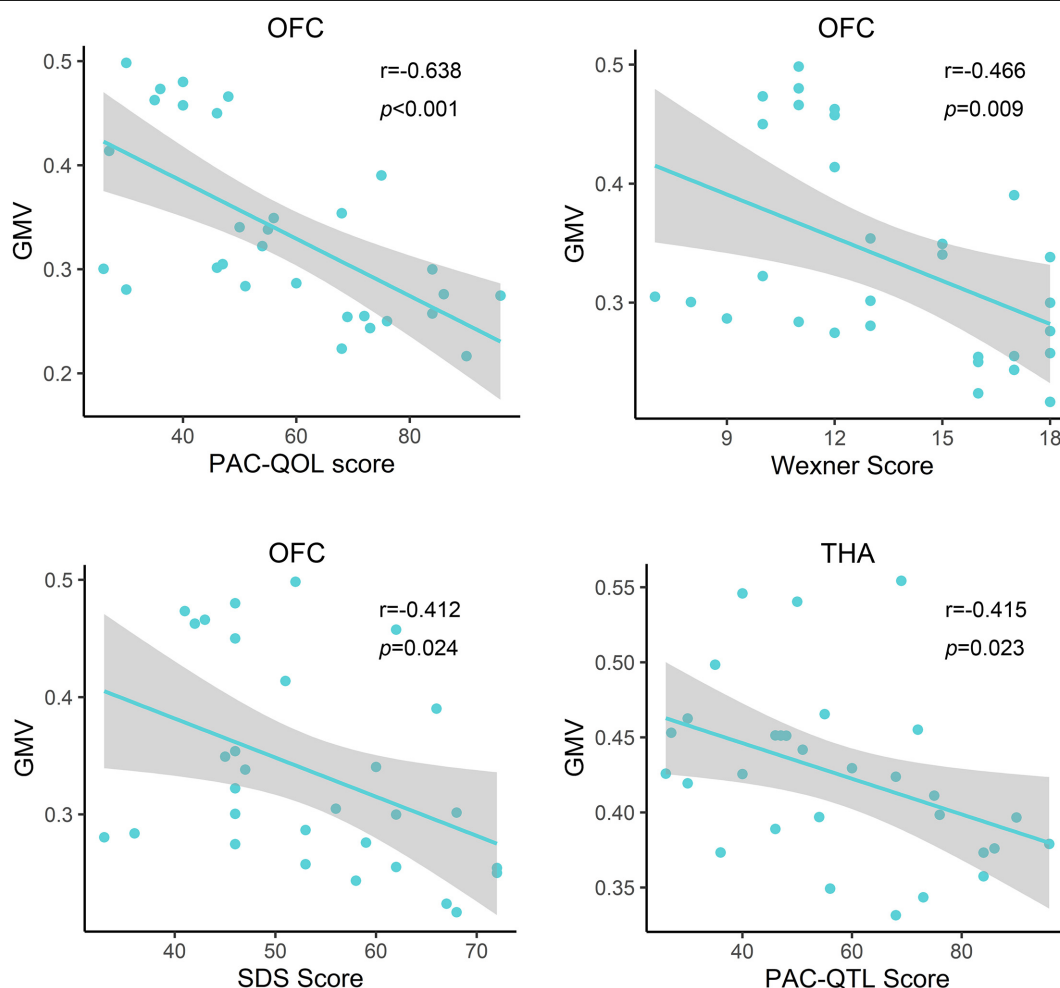 OFC
r=-0.638
p<0.001
0.5
0.4
0.3
0.2
GMV
40 60 80
PAC-QOL score
OFC
r=-0.466
p=0.009
0.5
0.4
0.3
GMV
9 12 15 18
Wexner Score
OFC
r=-0.412
p=0.024
0.5
0.4
0.3
GMV
40 50 60 70
SDS Score
THA
r=-0.415
p=0.023
0.55
0.50
0.45
0.40
0.35
GMV
40 60 80
PAC-QTL Score